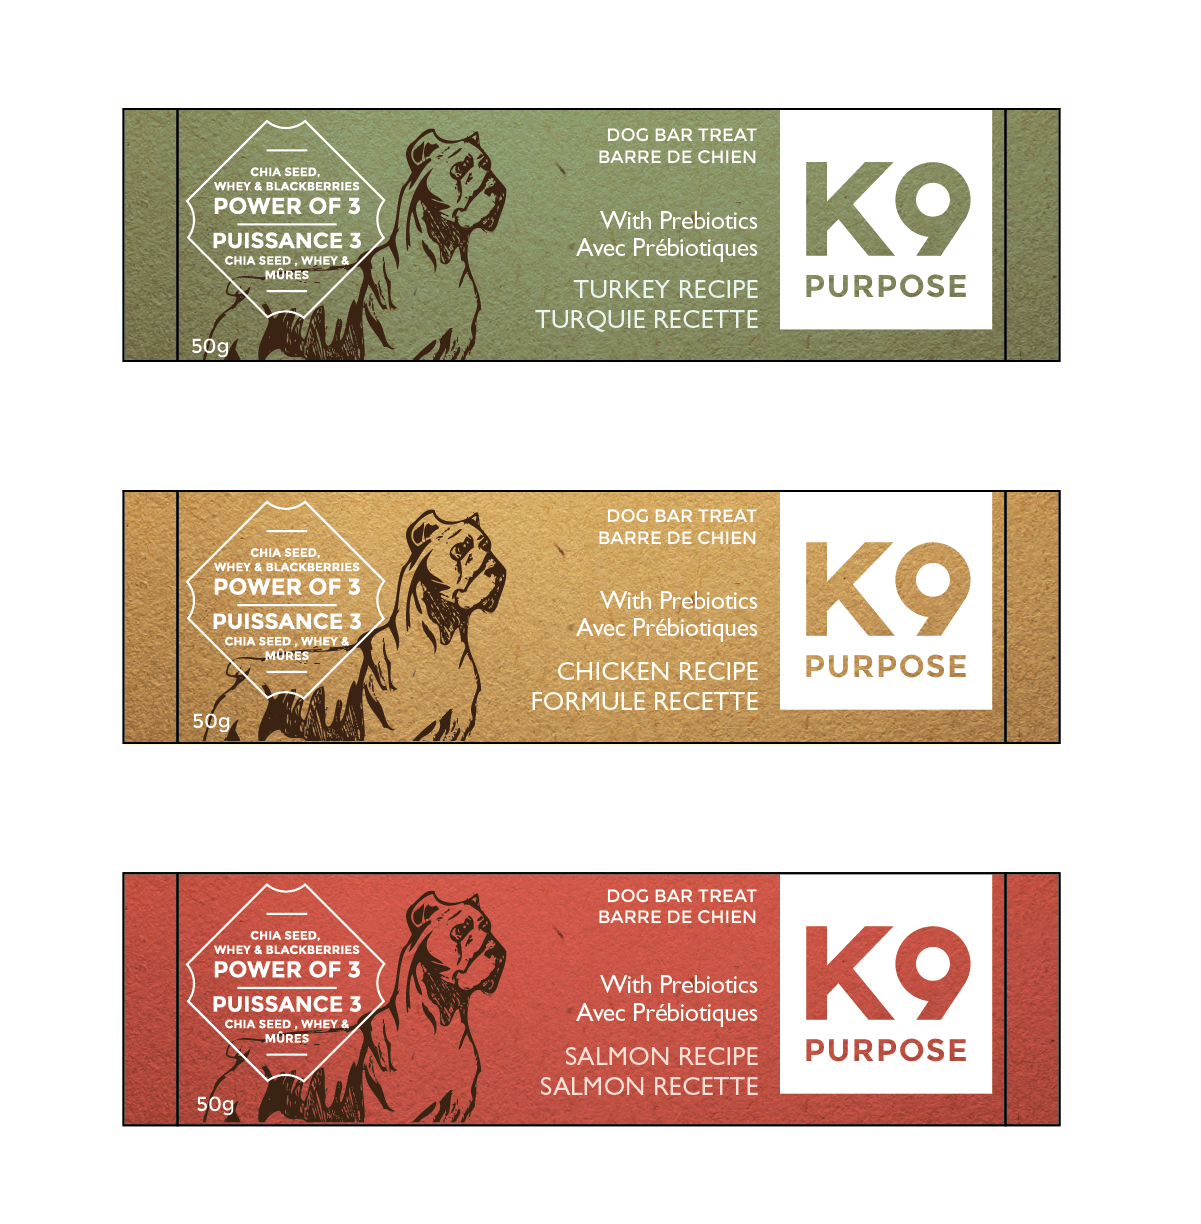 CHIA SEED,
WHEY & BLACKBERRIES
POWER OF 3
PUISSANCE 3
CHIA SEED , WHEY &
MÛRES
50g
DOG BAR TREAT
BARRE DE CHIEN
With Prebiotics
Avec Prébiotiques
TURKEY RECIPE
TURQUIE RECETTE
K9
PURPOSE
CHIA SEED,
WHEY & BLACKBERRIES
POWER OF 3
PUISSANCE 3
CHIA SEED , WHEY &
MÛRES
50g
DOG BAR TREAT
BARRE DE CHIEN
With Prebiotics
Avec Prébiotiques
CHICKEN RECIPE
FORMULE RECETTE
K9
PURPOSE
CHIA SEED,
WHEY & BLACKBERRIES
POWER OF 3
PUISSANCE 3
CHIA SEED , WHEY &
MÛRES
50g
DOG BAR TREAT
BARRE DE CHIEN
With Prebiotics
Avec Prébiotiques
SALMON RECIPE
SALMON RECETTE
K9
PURPOSE